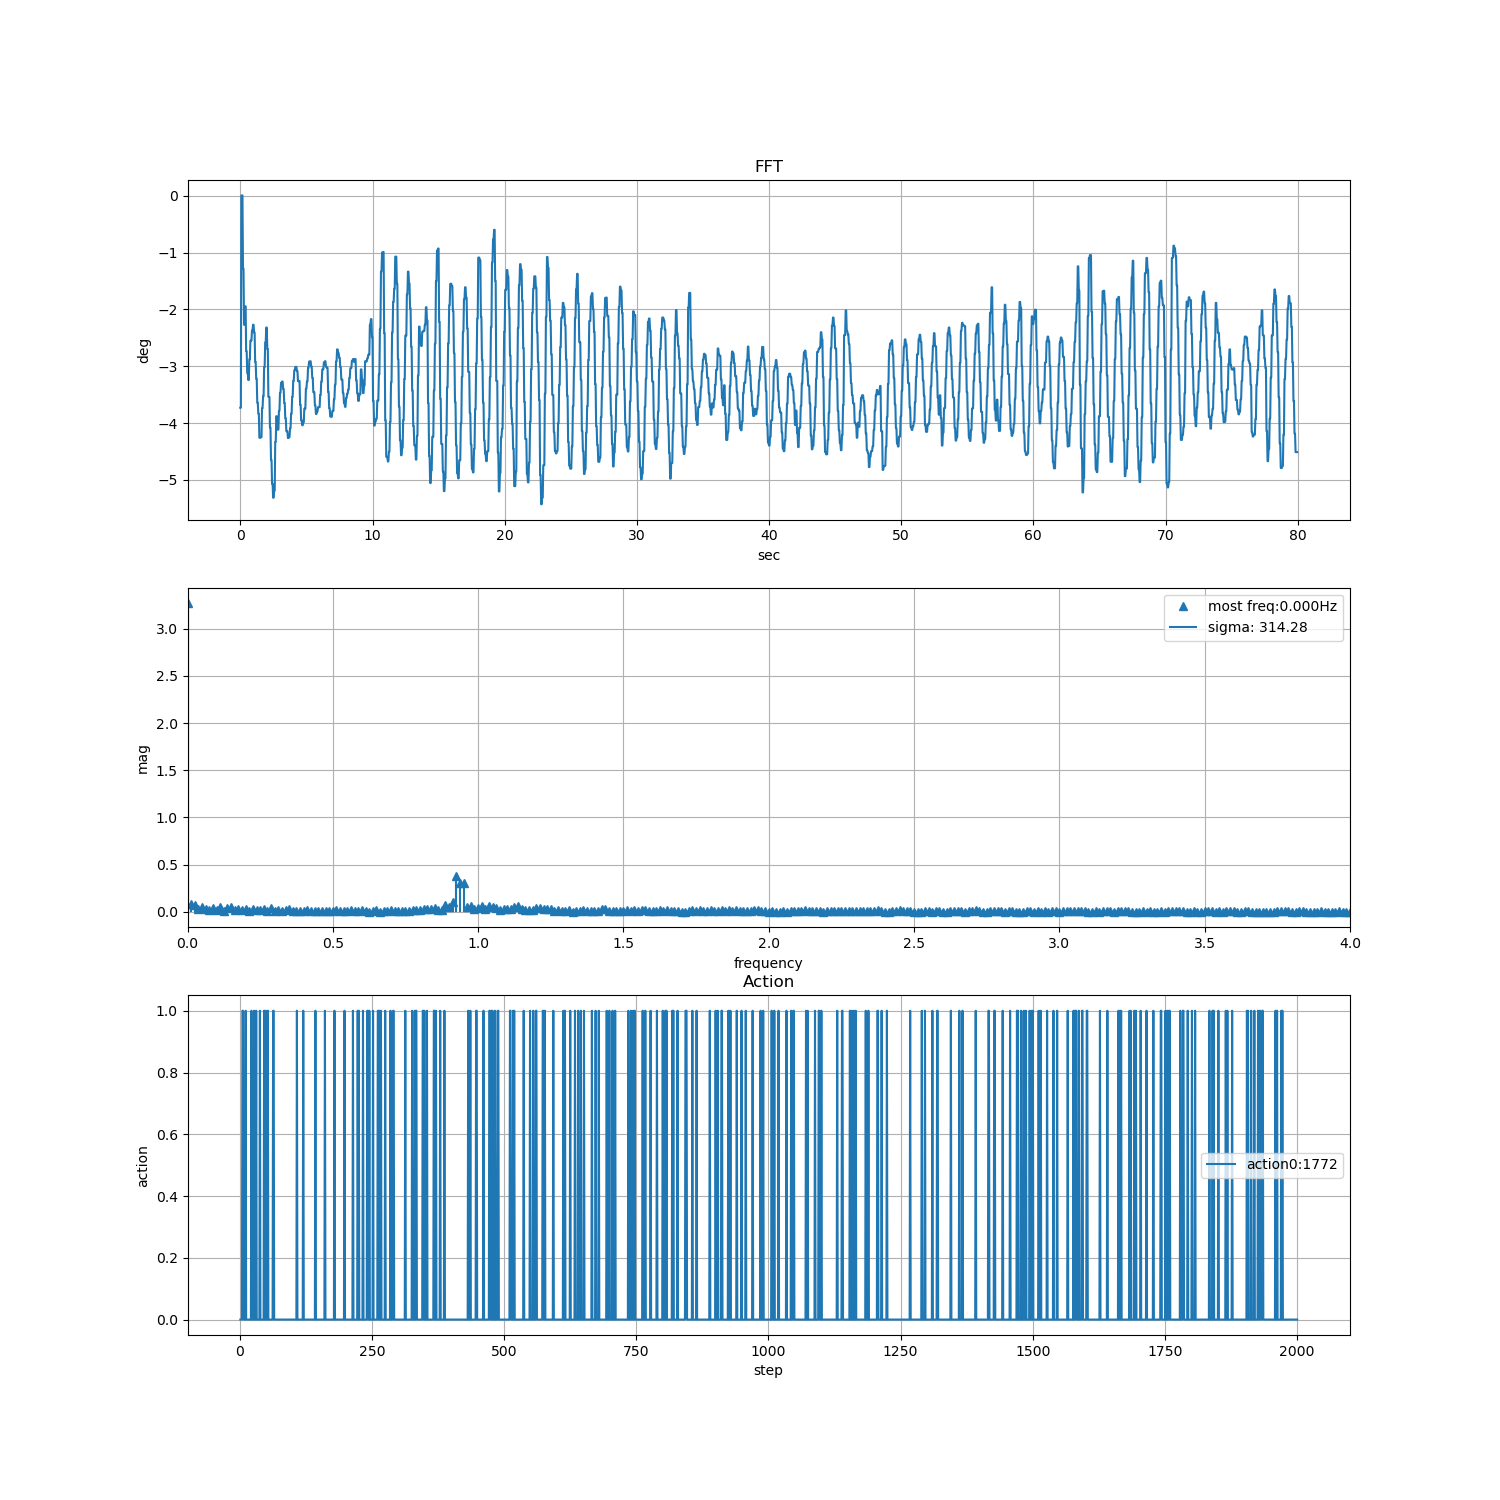 FFT
0
−1
−2
−3
−4
−5
deg
0 10 20 30 40 50 60 70 80
sec
most freq:0.000Hz
sigma: 314.28
3.0
2.5
2.0
1.5
1.0
0.5
0.0
mag
0.0 0.5 1.0 1.5 2.0 2.5 3.0 3.5 4.0
frequency
Action
1.0
0.8
0.6
0.4
0.2
0.0
action
action0:1772
0 250 500 750 1000 1250 1500 1750 2000
step